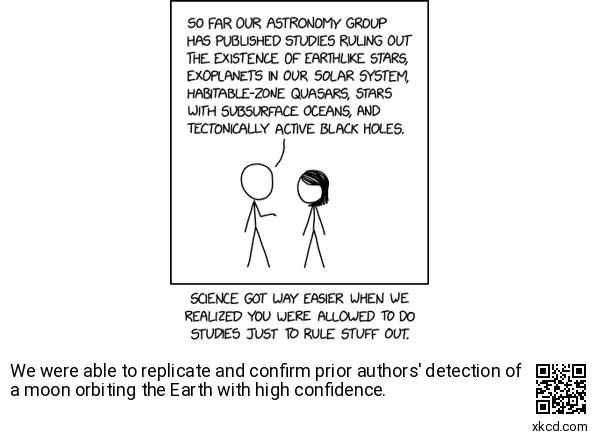 SO FAR OUR ASTRONOMY GROUP
HAS PUBLISHED STUDIES RULING OUT
THE EXISTENCE OF EARTHLIKE STARS,
EXOPLANETS IN OUR SOLAR SYSTEM,
HABITABLE-ZONE QUASARS, STARS
WITH SUBSURFACE OCEANS, AND
TECTONICALLY ACTIVE BLACK HOLES.
SCIENCE GOT WAY EASIER WHEN WE
REALIZED YOU WERE ALLOWED TO DO
STUDIES JUST TO RULE STUFF OUT.
We were able to replicate and confirm prior authors' detection of
a moon orbiting the Earth with high confidence.
xkcd.com